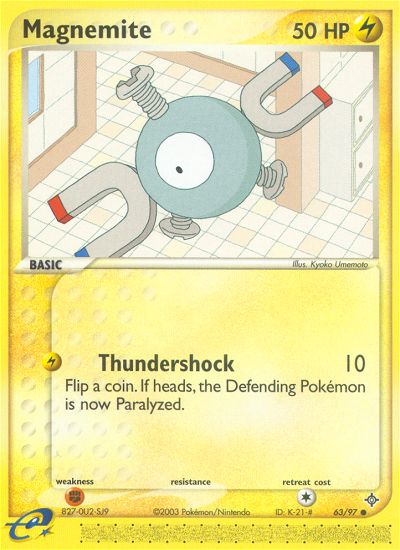 Magnemite 50 HP
BASIC
Illus. Kyoko Umemoto
Thundershock 10
Flip a coin. If heads, the Defending Pokémon
is now Paralyzed.
weakness resistance retreat cost
827-0U2-SJ9 ©2003 Pokémon/Nintendo ID: K-21-# 63/97
e